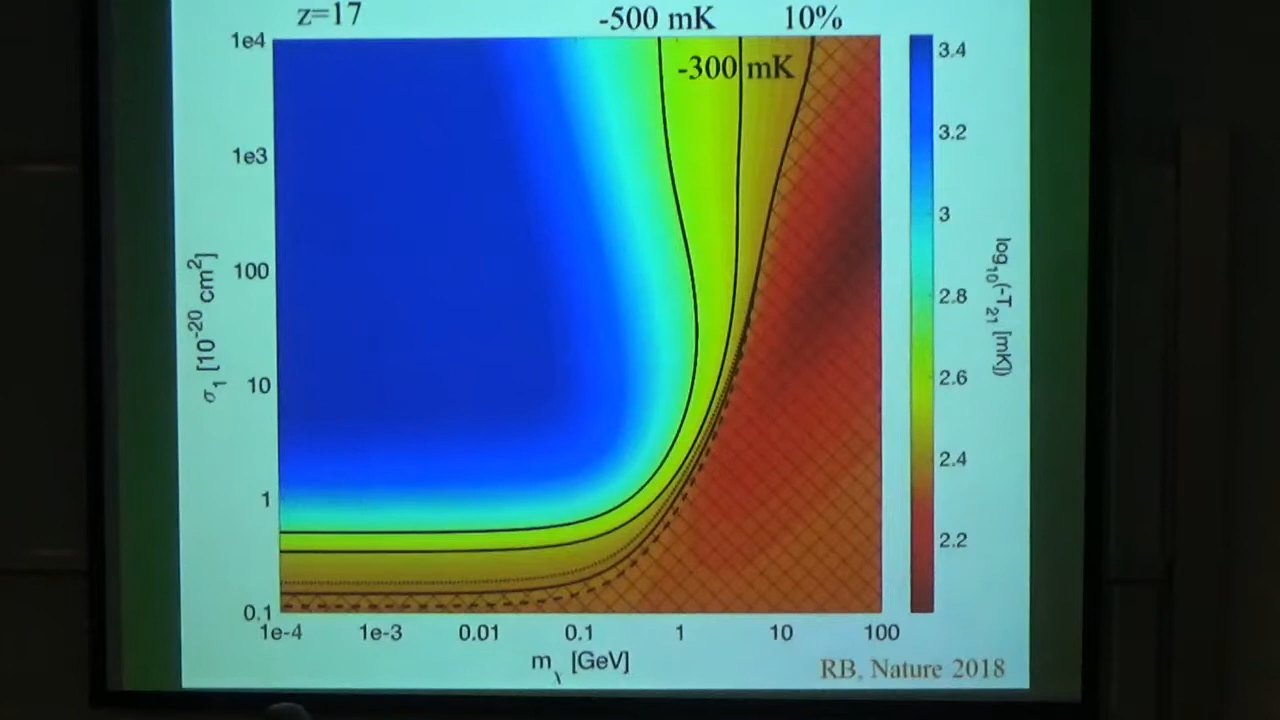 z=17 -500 mK 10%
-300 mK
1e4
1e3
100
10
1
0.1
σ1 [10-20 cm2]
1e-4 1e-3 0.01 0.1 1 10 100
mχ [GeV]
3.4
3.2
3
2.8
2.6
2.4
2.2
log10(-T21 [mK])
RB, Nature 2018